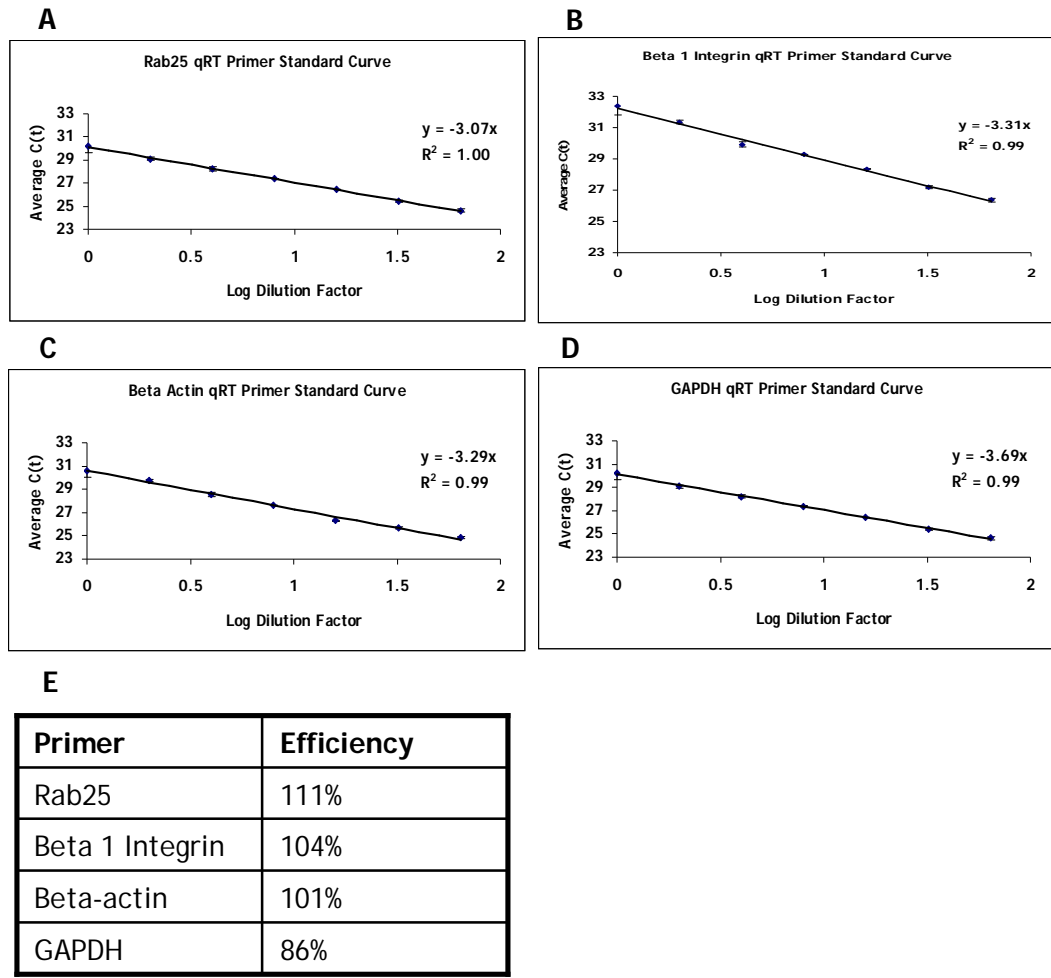 A
Rab25 qRT Primer Standard Curve
33
31
29
27
25
23
Average C(t)
y = -3.07x
R² = 1.00
0 0.5 1 1.5 2
Log Dilution Factor
B
Beta 1 Integrin qRT Primer Standard Curve
33
31
29
27
25
23
Average C(t)
y = -3.31x
R² = 0.99
0 0.5 1 1.5 2
Log Dilution Factor
C
Beta Actin qRT Primer Standard Curve
33
31
29
27
25
23
Average C(t)
y = -3.29x
R² = 0.99
0 0.5 1 1.5 2
Log Dilution Factor
D
GAPDH qRT Primer Standard Curve
33
31
29
27
25
23
Average C(t)
y = -3.69x
R² = 0.99
0 0.5 1 1.5 2
Log Dilution Factor
E
Primer Efficiency
Rab25 111%
Beta 1 Integrin 104%
Beta-actin 101%
GAPDH 86%